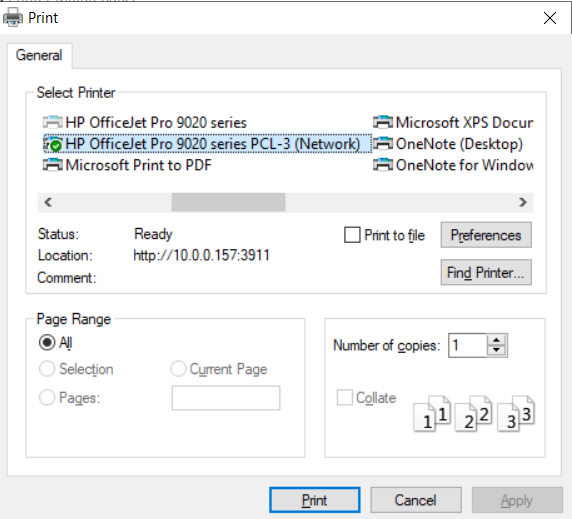 Print
General
Select Printer
HP OfficeJet Pro 9020 series
HP OfficeJet Pro 9020 series PCL-3 (Network)
Microsoft Print to PDF
Microsoft XPS Docun
OneNote (Desktop)
OneNote for Window
Status: Ready
Location: http://10.0.0.157:3911
Comment:
Print to file
Preferences
Find Printer...
Page Range
All
Selection
Current Page
Pages:
Number of copies: 1
Collate
1 1 2 2 3 3
Print
Cancel
Apply